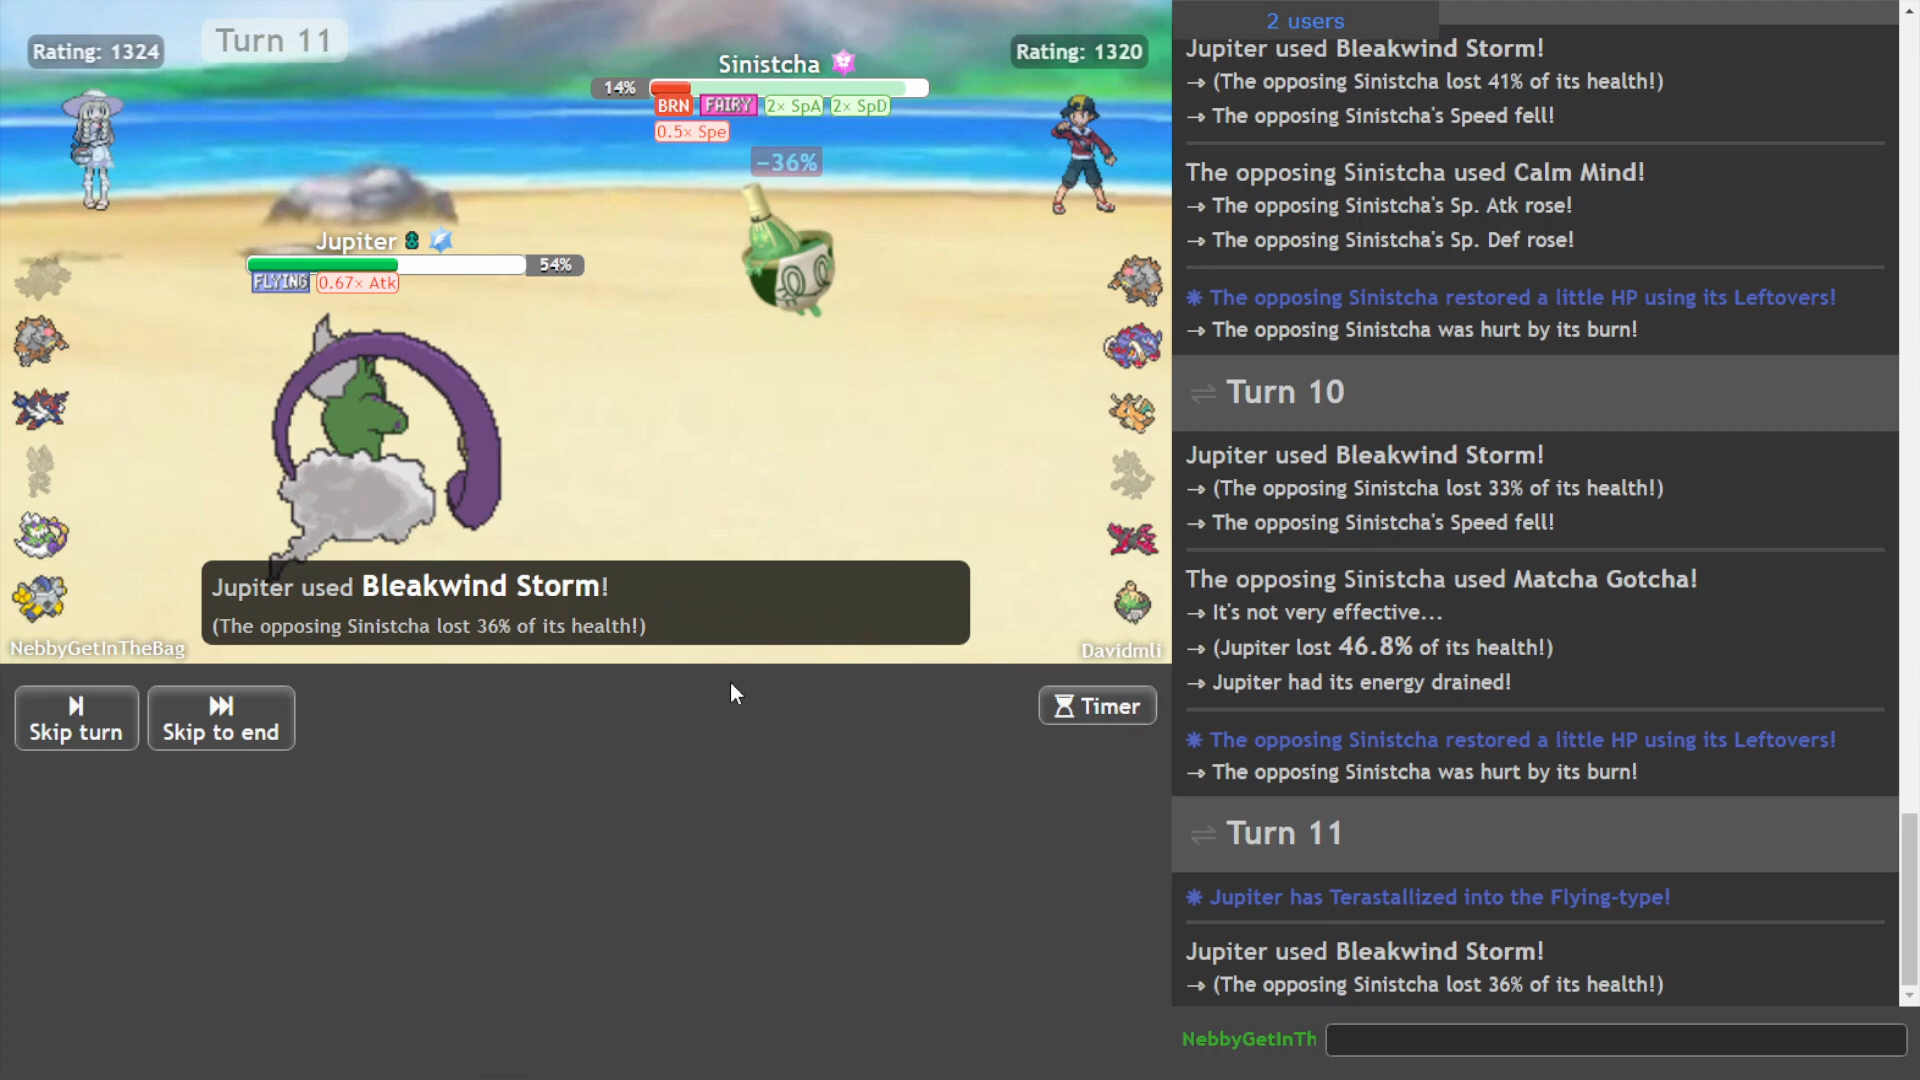 Rating: 1324
Turn 11
Sinistcha
Rating: 1320
14%
BRN FAIRY 2× SpA 2× SpD
0.5× Spe
−36%
Jupiter
54%
FLYING 0.67× Atk
Jupiter used Bleakwind Storm!
(The opposing Sinistcha lost 36% of its health!)
NebbyGetInTheBag
Davidmli
Skip turn
Skip to end
Timer
2 users
Jupiter used Bleakwind Storm!
→ (The opposing Sinistcha lost 41% of its health!)
→ The opposing Sinistcha's Speed fell!
The opposing Sinistcha used Calm Mind!
→ The opposing Sinistcha's Sp. Atk rose!
→ The opposing Sinistcha's Sp. Def rose!
The opposing Sinistcha restored a little HP using its Leftovers!
→ The opposing Sinistcha was hurt by its burn!
Turn 10
Jupiter used Bleakwind Storm!
→ (The opposing Sinistcha lost 33% of its health!)
→ The opposing Sinistcha's Speed fell!
The opposing Sinistcha used Matcha Gotcha!
→ It's not very effective...
→ (Jupiter lost 46.8% of its health!)
→ Jupiter had its energy drained!
The opposing Sinistcha restored a little HP using its Leftovers!
→ The opposing Sinistcha was hurt by its burn!
Turn 11
Jupiter has Terastallized into the Flying-type!
Jupiter used Bleakwind Storm!
→ (The opposing Sinistcha lost 36% of its health!)
NebbyGetInTh